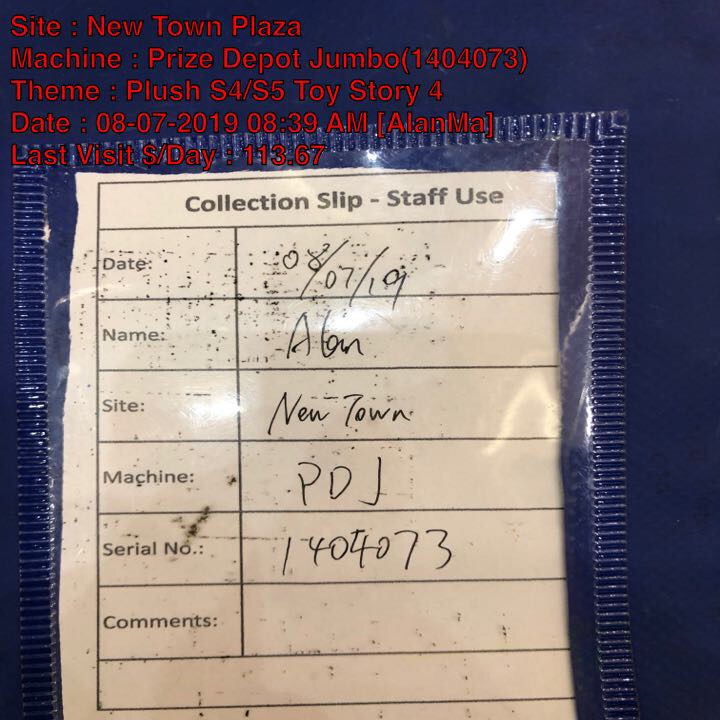 Site : New Town Plaza
Machine : Prize Depot Jumbo(1404073)
Theme : Plush S4/S5 Toy Story 4
Date : 08-07-2019 08:39 AM [AlanMa]
Last Visit $/Day : 113.67
Collection Slip - Staff Use
Date: 08/07/19
Name: Alan
Site: New Town
Machine: PDJ
Serial No.: 1404073
Comments: